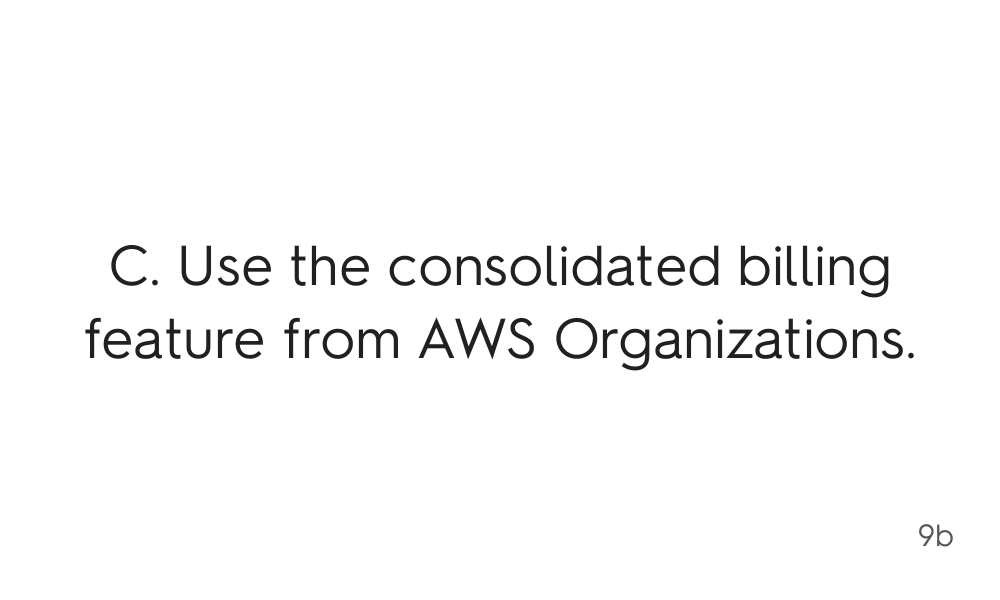 C. Use the consolidated billing
feature from AWS Organizations.
9b